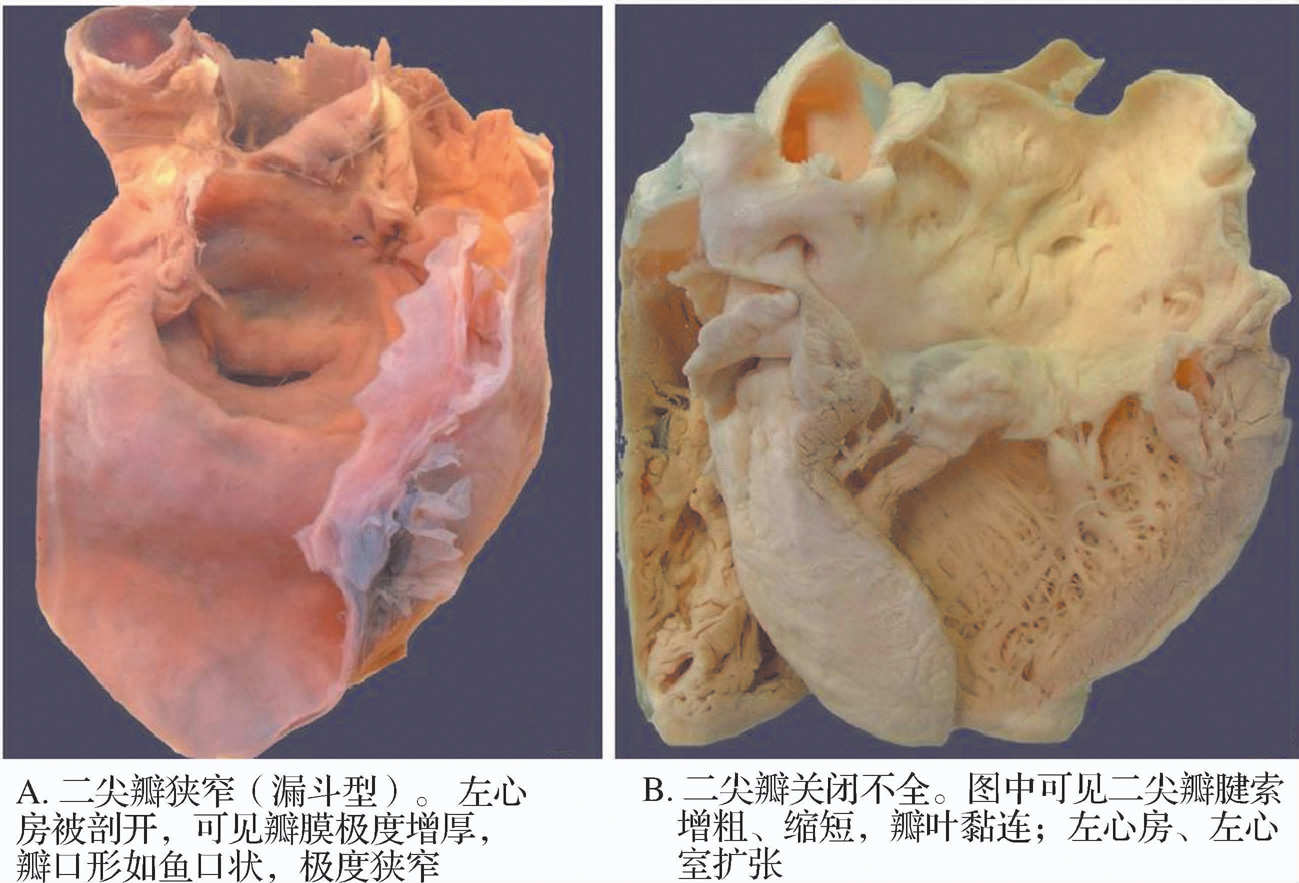 A. 二尖瓣狭窄（漏斗型）。左心
房被剖开，可见瓣膜极度增厚，
瓣口形如鱼口状，极度狭窄
B. 二尖瓣关闭不全。图中可见二尖瓣腱索
增粗、缩短，瓣叶黏连；左心房、左心
室扩张